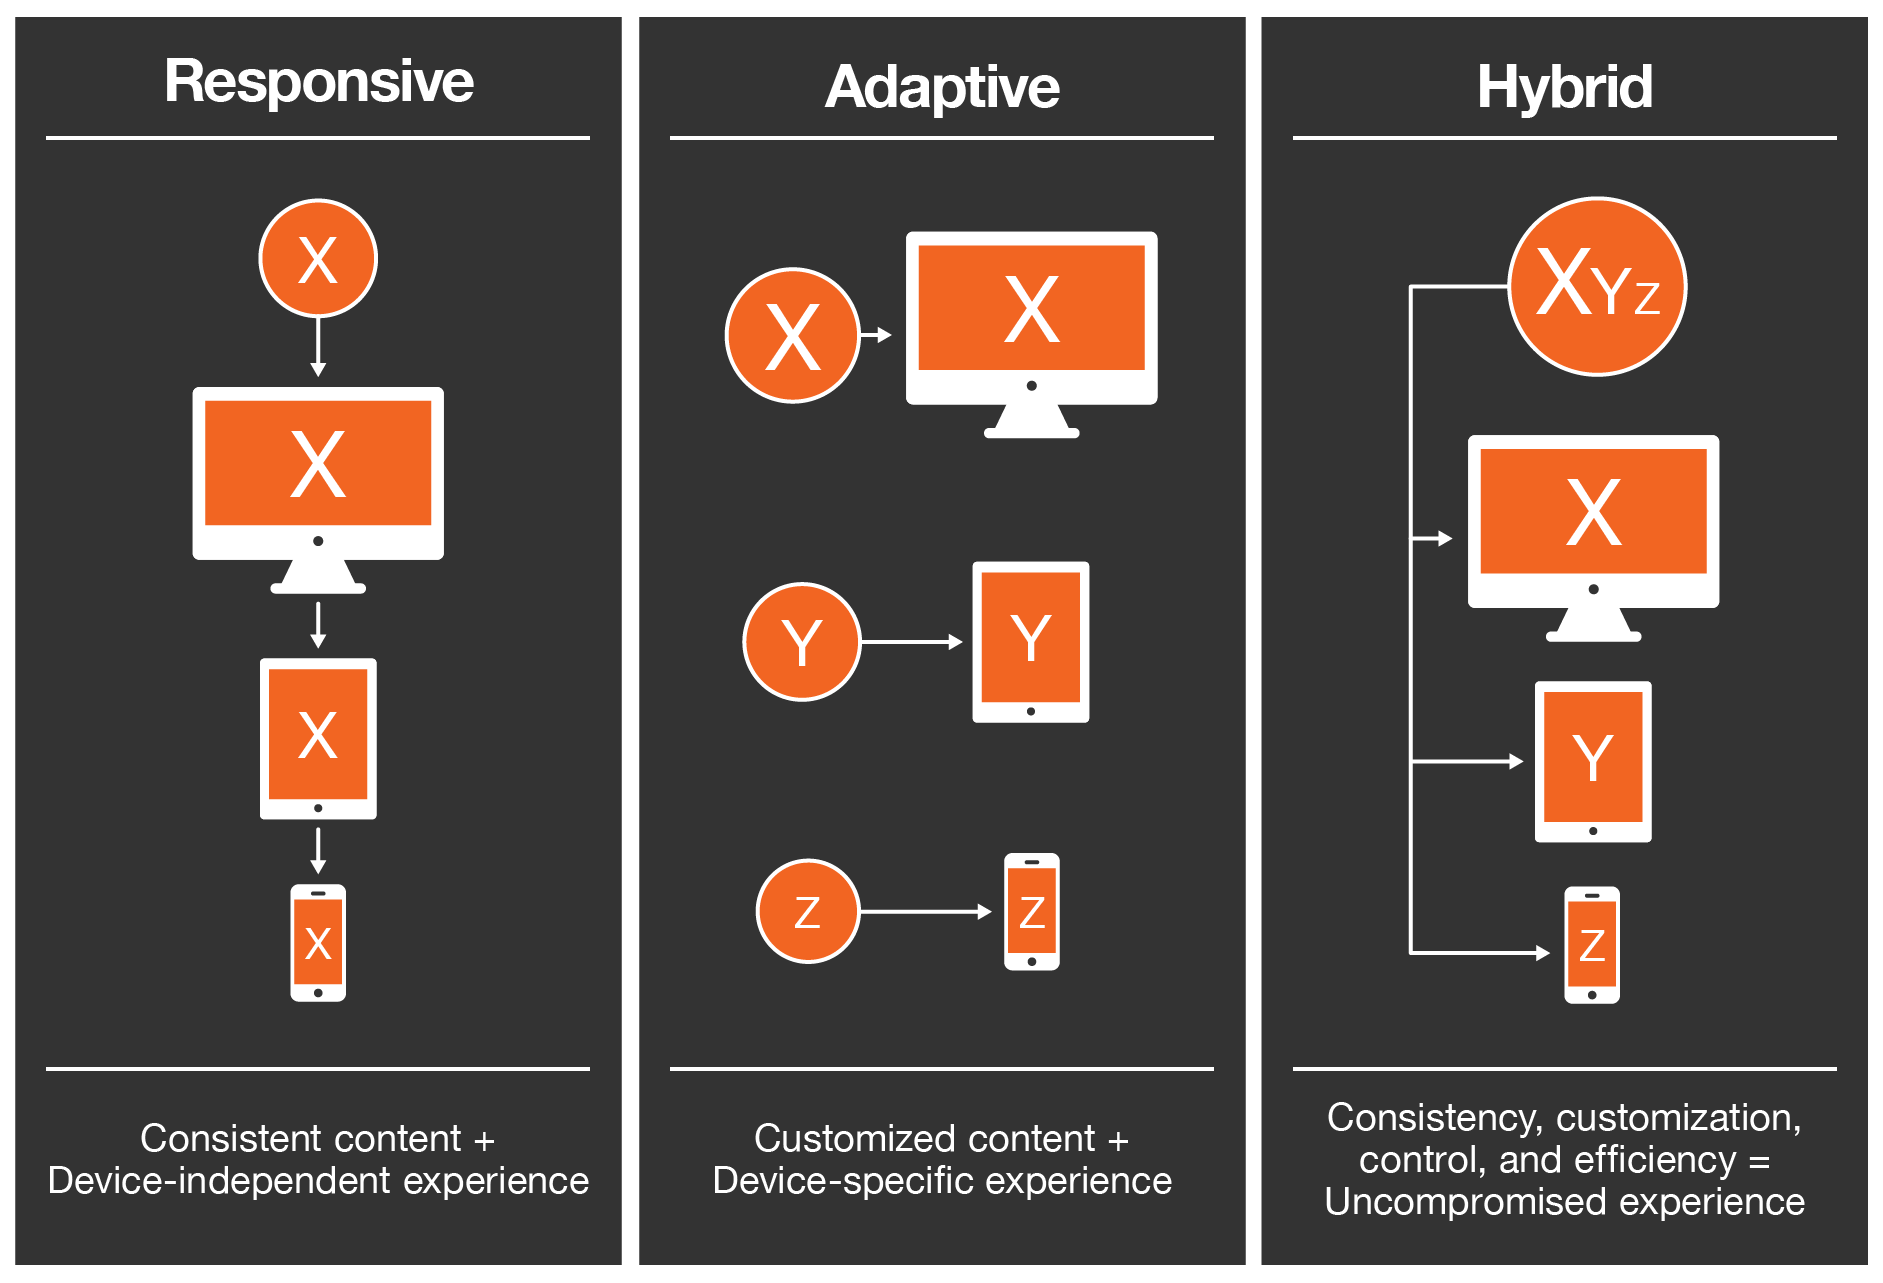 Responsive
X
X
X
X
Consistent content +
Device-independent experience
Adaptive
X
X
Y
Y
Z
Z
Customized content +
Device-specific experience
Hybrid
XYZ
X
Y
Z
Consistency, customization,
control, and efficiency =
Uncompromised experience